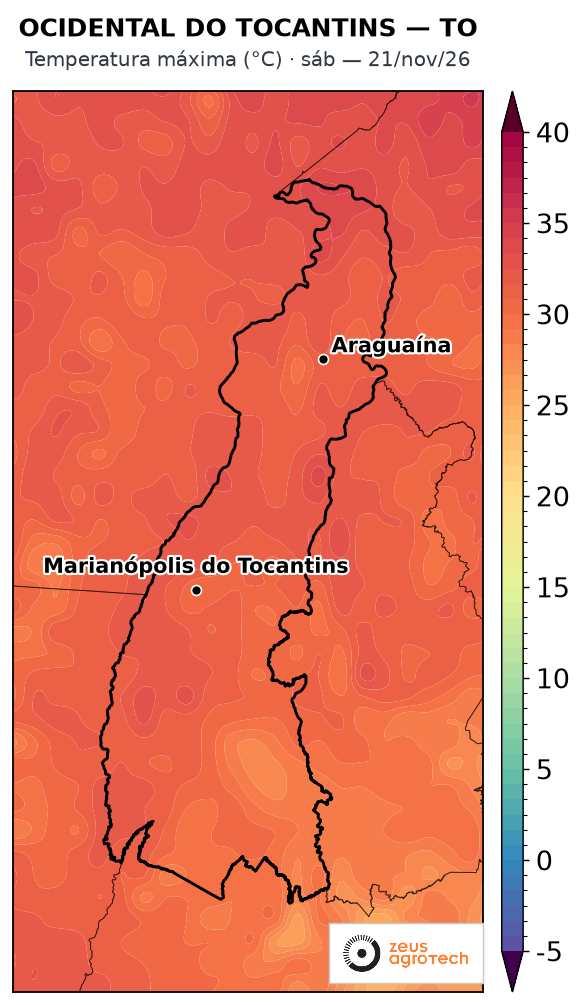 OCIDENTAL DO TOCANTINS — TO
Temperatura máxima (°C) · sáb — 21/nov/26
Araguaína
Marianópolis do Tocantins
40
35
30
25
20
15
10
5
0
-5
zeus
agrotech